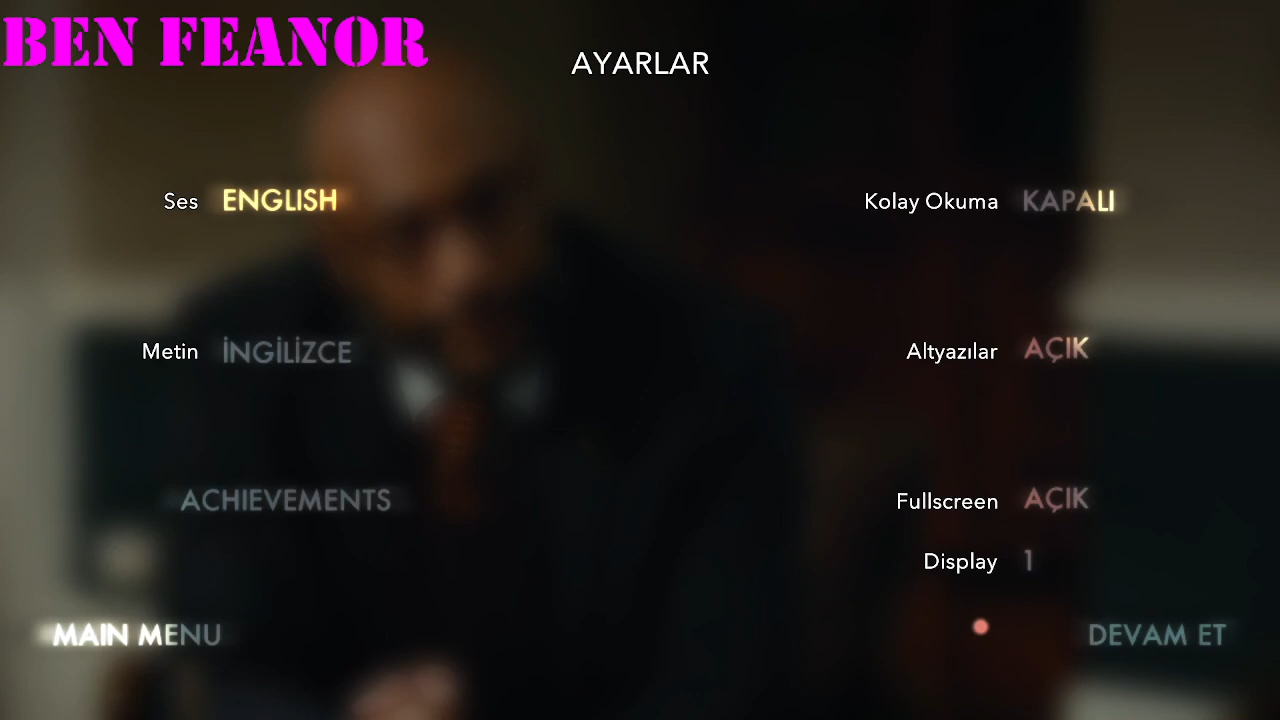 BEN FEANOR
AYARLAR
Ses ENGLISH
Kolay Okuma KAPALI
Metin İNGİLİZCE
Altyazılar AÇIK
ACHIEVEMENTS
Fullscreen AÇIK
Display 1
MAIN MENU
DEVAM ET